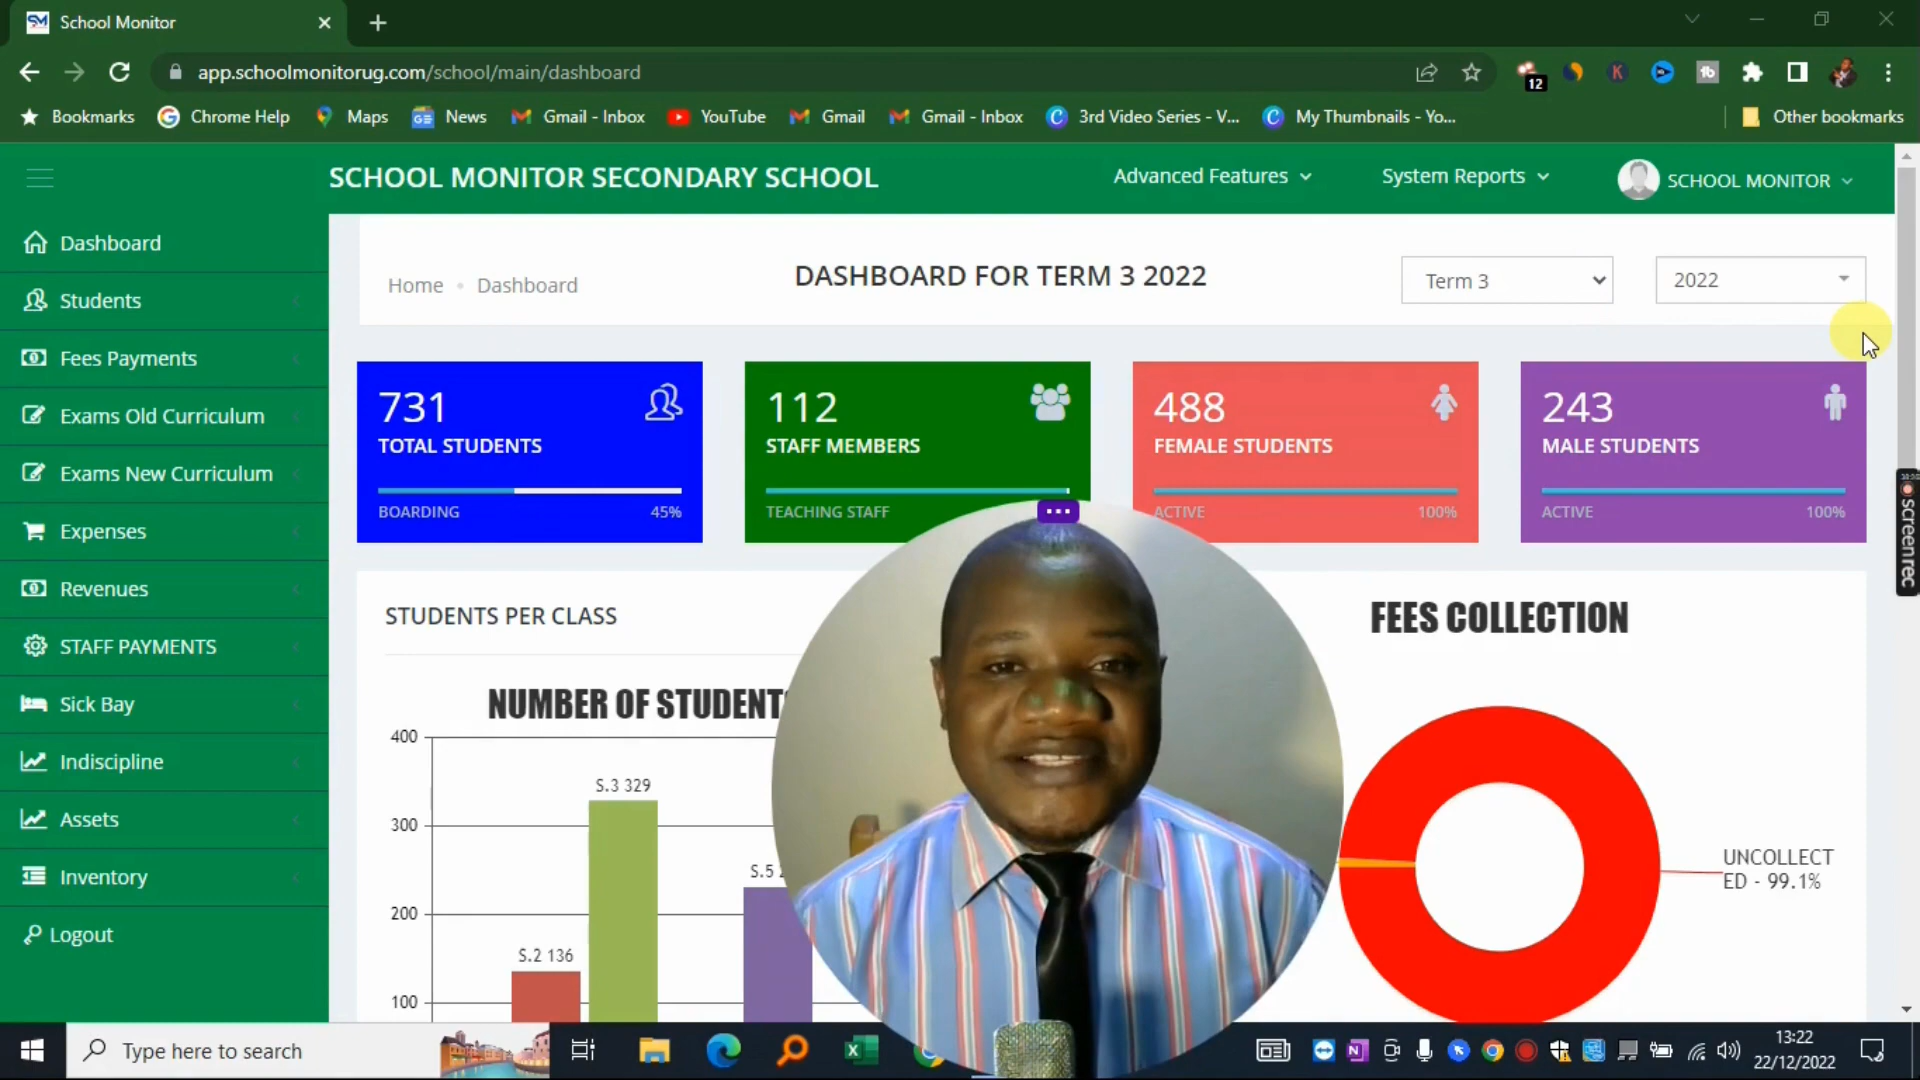 School Monitor
app.schoolmonitorug.com/school/main/dashboard
12
Bookmarks Chrome Help Maps News Gmail - Inbox YouTube Gmail Gmail - Inbox 3rd Video Series - V... My Thumbnails - Yo... Other bookmarks
SCHOOL MONITOR SECONDARY SCHOOL
Advanced Features System Reports SCHOOL MONITOR
Dashboard
Students
Fees Payments
Exams Old Curriculum
Exams New Curriculum
Expenses
Revenues
STAFF PAYMENTS
Sick Bay
Indiscipline
Assets
Inventory
Logout
Home Dashboard
DASHBOARD FOR TERM 3 2022
Term 3 2022
731
TOTAL STUDENTS
BOARDING 45%
112
STAFF MEMBERS
TEACHING STAFF
488
FEMALE STUDENTS
ACTIVE 100%
243
MALE STUDENTS
ACTIVE 100%
screenrec
STUDENTS PER CLASS
NUMBER OF STUDENTS
400
300
200
100
S.3 329
S.2 136
S.5
FEES COLLECTION
UNCOLLECT
ED - 99.1%
Type here to search
13:22
22/12/2022